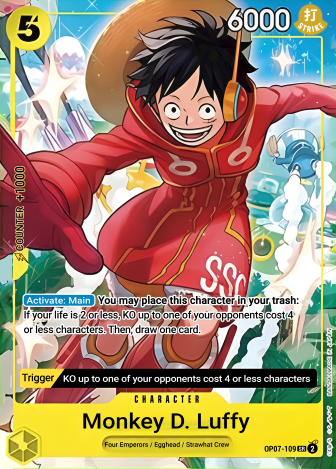 5
6000
打
STRIKE
COUNTER +1000
SSG
Activate: Main You may place this character in your trash:
If your life is 2 or less, KO up to one of your opponents cost 4
or less characters. Then, draw one card.
Trigger KO up to one of your opponents cost 4 or less characters
CHARACTER
Monkey D. Luffy
Four Emperors / Egghead / Strawhat Crew
OP07-109 SR 2